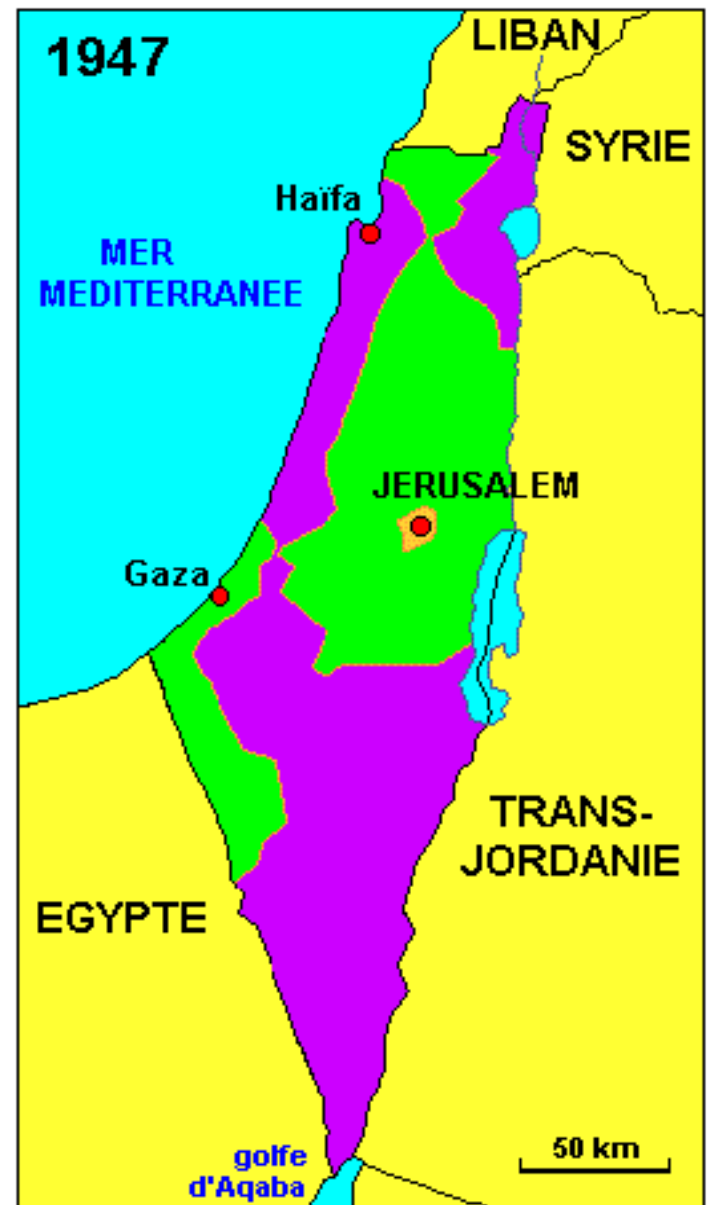 1947
LIBAN
SYRIE
Haïfa
MER
MEDITERRANEE
JERUSALEM
Gaza
TRANS-
JORDANIE
EGYPTE
50 km
golfe
d'Aqaba